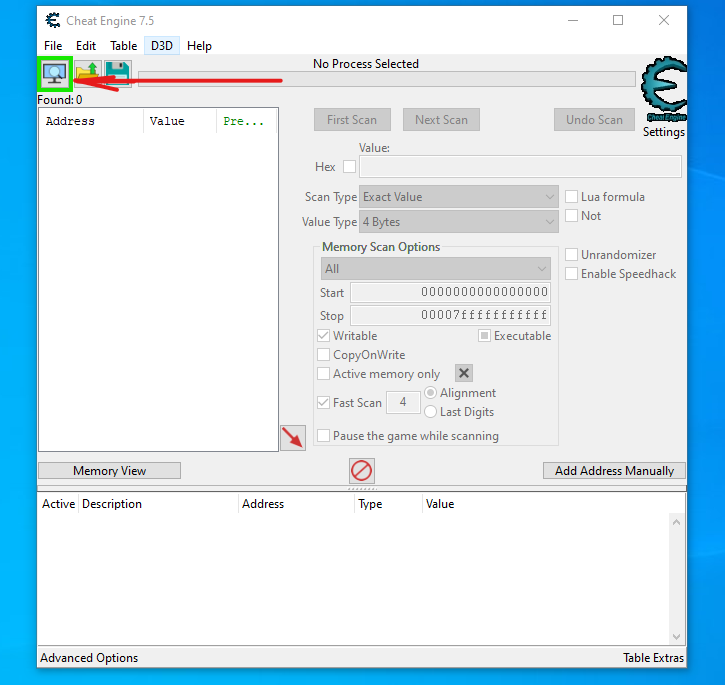 Cheat Engine 7.5
File Edit Table D3D Help
No Process Selected
Found: 0
Address Value Pre...
Cheat Engine
Settings
First Scan Next Scan Undo Scan
Value:
Hex
Scan Type Exact Value Lua formula
Value Type 4 Bytes Not
Memory Scan Options
All Unrandomizer
Enable Speedhack
Start 0000000000000000
Stop 00007fffffffffff
Writable Executable
CopyOnWrite
Active memory only
Fast Scan 4 Alignment
Last Digits
Pause the game while scanning
Memory View Add Address Manually
Active Description Address Type Value
Advanced Options Table Extras